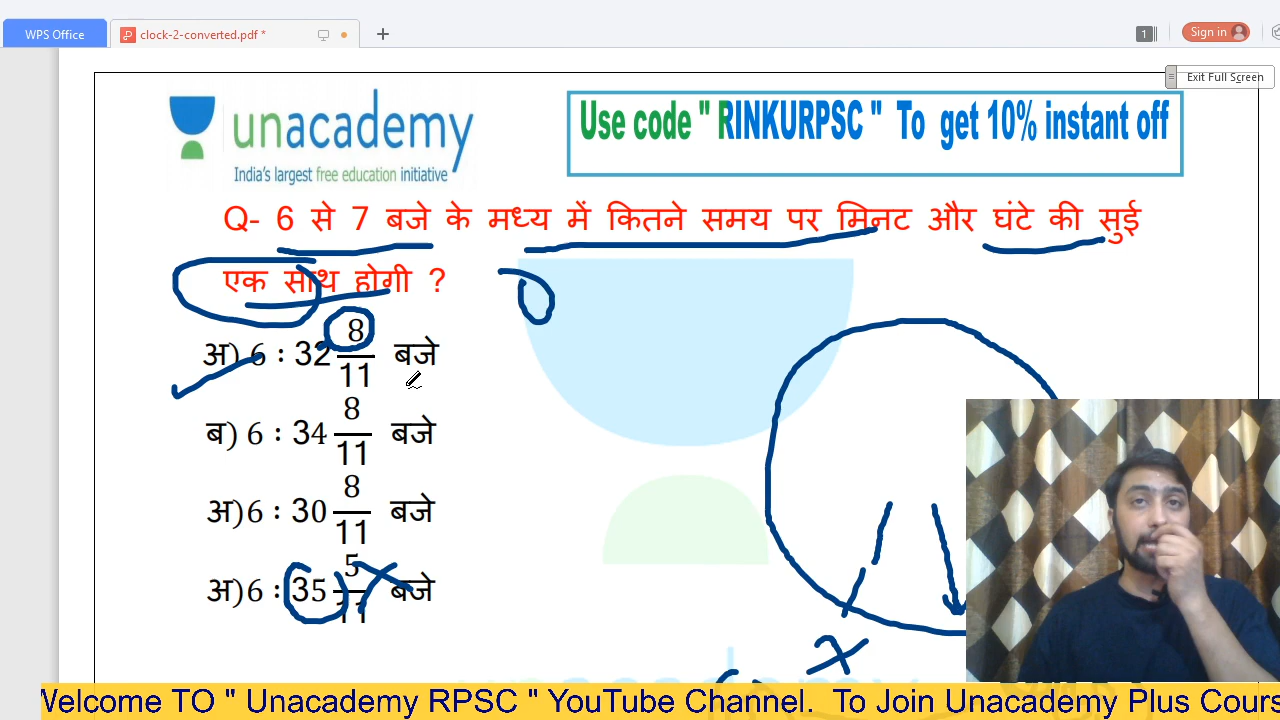 WPS Office
clock-2-converted.pdf *
1
Sign in
Exit Full Screen
unacademy
India's largest free education initiative
Use code " RINKURPSC " To get 10% instant off
Q- 6 से 7 बजे के मध्य में कितने समय पर मिनट और घंटे की सुई
एक साथ होगी ?
अ) 6 : 32 8/11 बजे
ब) 6 : 34 8/11 बजे
अ)6 : 30 8/11 बजे
अ)6 : 35 5/11 बजे
7
Welcome TO " Unacademy RPSC " YouTube Channel. To Join Unacademy Plus Cours